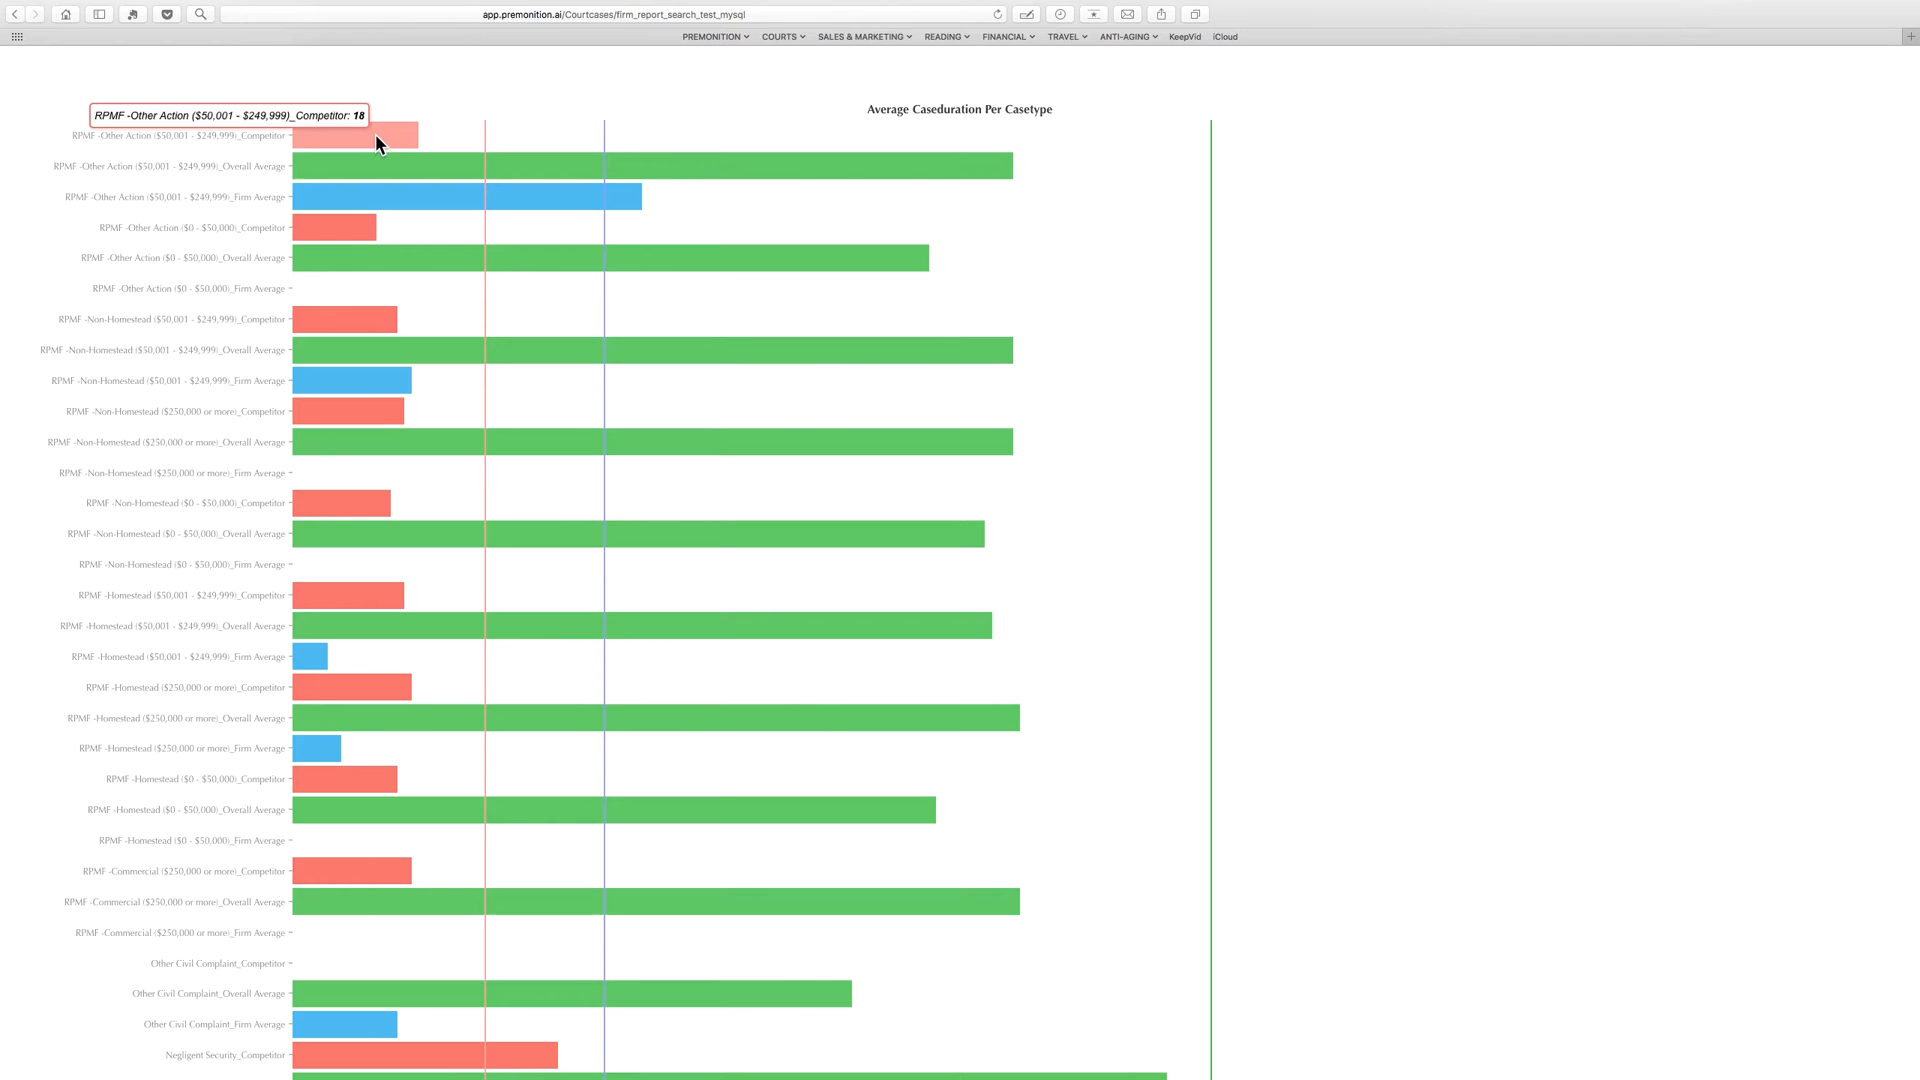 app.premonition.ai/Courtcases/firm_report_search_test_mysql
PREMONITION COURTS SALES & MARKETING READING FINANCIAL TRAVEL ANTI-AGING KeepVid iCloud
Average Caseduration Per Casetype
RPMF -Other Action ($50,001 - $249,999)_Competitor: 18
RPMF -Other Action ($50,001 - $249,999)_Competitor
RPMF -Other Action ($50,001 - $249,999)_Overall Average
RPMF -Other Action ($50,001 - $249,999)_Firm Average
RPMF -Other Action ($0 - $50,000)_Competitor
RPMF -Other Action ($0 - $50,000)_Overall Average
RPMF -Other Action ($0 - $50,000)_Firm Average
RPMF -Non-Homestead ($50,001 - $249,999)_Competitor
RPMF -Non-Homestead ($50,001 - $249,999)_Overall Average
RPMF -Non-Homestead ($50,001 - $249,999)_Firm Average
RPMF -Non-Homestead ($250,000 or more)_Competitor
RPMF -Non-Homestead ($250,000 or more)_Overall Average
RPMF -Non-Homestead ($250,000 or more)_Firm Average
RPMF -Non-Homestead ($0 - $50,000)_Competitor
RPMF -Non-Homestead ($0 - $50,000)_Overall Average
RPMF -Non-Homestead ($0 - $50,000)_Firm Average
RPMF -Homestead ($50,001 - $249,999)_Competitor
RPMF -Homestead ($50,001 - $249,999)_Overall Average
RPMF -Homestead ($50,001 - $249,999)_Firm Average
RPMF -Homestead ($250,000 or more)_Competitor
RPMF -Homestead ($250,000 or more)_Overall Average
RPMF -Homestead ($250,000 or more)_Firm Average
RPMF -Homestead ($0 - $50,000)_Competitor
RPMF -Homestead ($0 - $50,000)_Overall Average
RPMF -Homestead ($0 - $50,000)_Firm Average
RPMF -Commercial ($250,000 or more)_Competitor
RPMF -Commercial ($250,000 or more)_Overall Average
RPMF -Commercial ($250,000 or more)_Firm Average
Other Civil Complaint_Competitor
Other Civil Complaint_Overall Average
Other Civil Complaint_Firm Average
Negligent Security_Competitor